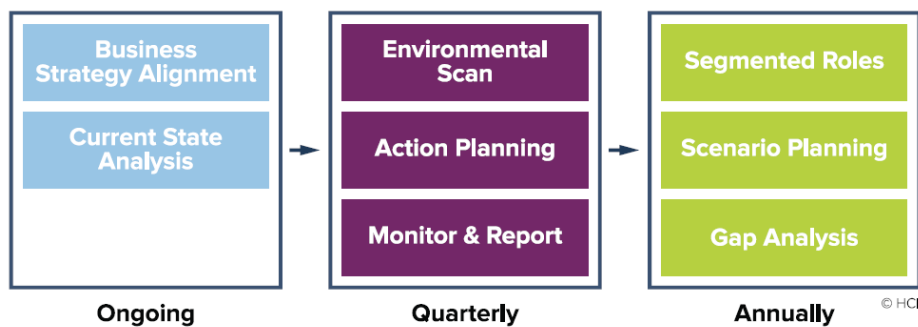 Business
Strategy Alignment
Current State
Analysis
Ongoing
Environmental
Scan
Action Planning
Monitor & Report
Quarterly
Segmented Roles
Scenario Planning
Gap Analysis
Annually
© HCI